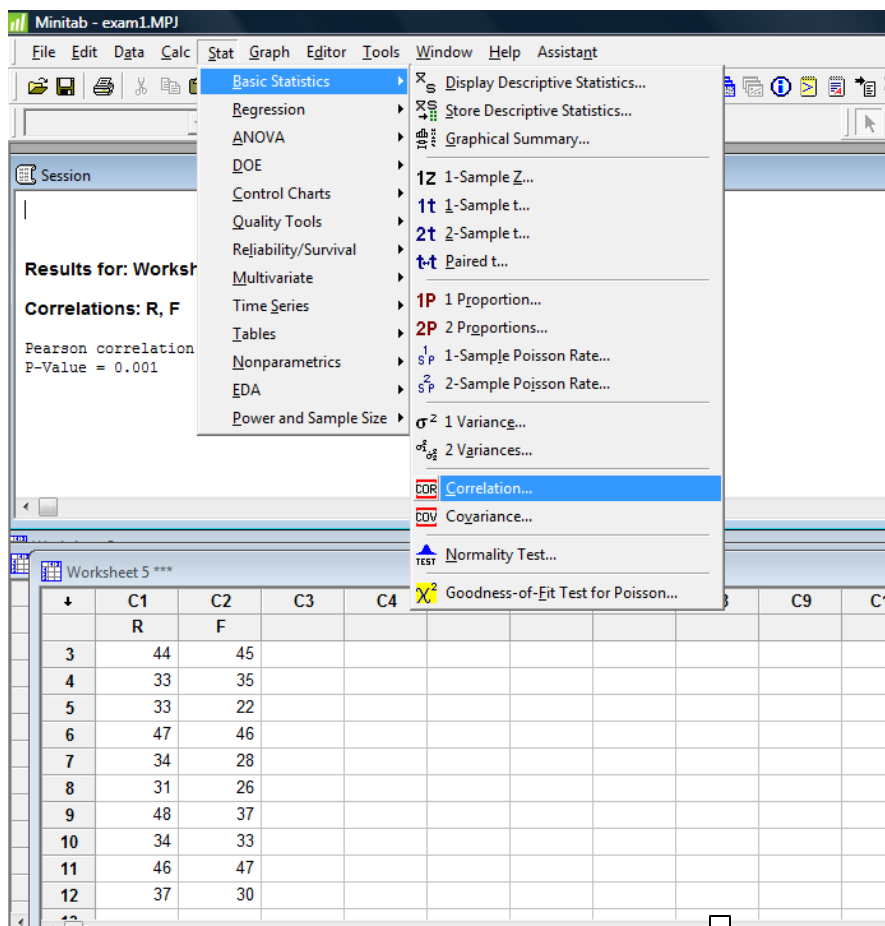 Minitab - exam1.MPJ
File Edit Data Calc Stat Graph Editor Tools Window Help Assistant
Basic Statistics
Regression
ANOVA
DOE
Control Charts
Quality Tools
Reliability/Survival
Multivariate
Time Series
Tables
Nonparametrics
EDA
Power and Sample Size
Display Descriptive Statistics...
Store Descriptive Statistics...
Graphical Summary...
1Z 1-Sample Z...
1t 1-Sample t...
2t 2-Sample t...
t-t Paired t...
1P 1 Proportion...
2P 2 Proportions...
1-Sample Poisson Rate...
2-Sample Poisson Rate...
σ² 1 Variance...
2 Variances...
COR Correlation...
COV Covariance...
TEST Normality Test...
χ² Goodness-of-Fit Test for Poisson...
Session
Results for: Worksh
Correlations: R, F
Pearson correlation
P-Value = 0.001
Worksheet 5 ***
C1 C2 C3 C4 C9
R F
3 44 45
4 33 35
5 33 22
6 47 46
7 34 28
8 31 26
9 48 37
10 34 33
11 46 47
12 37 30